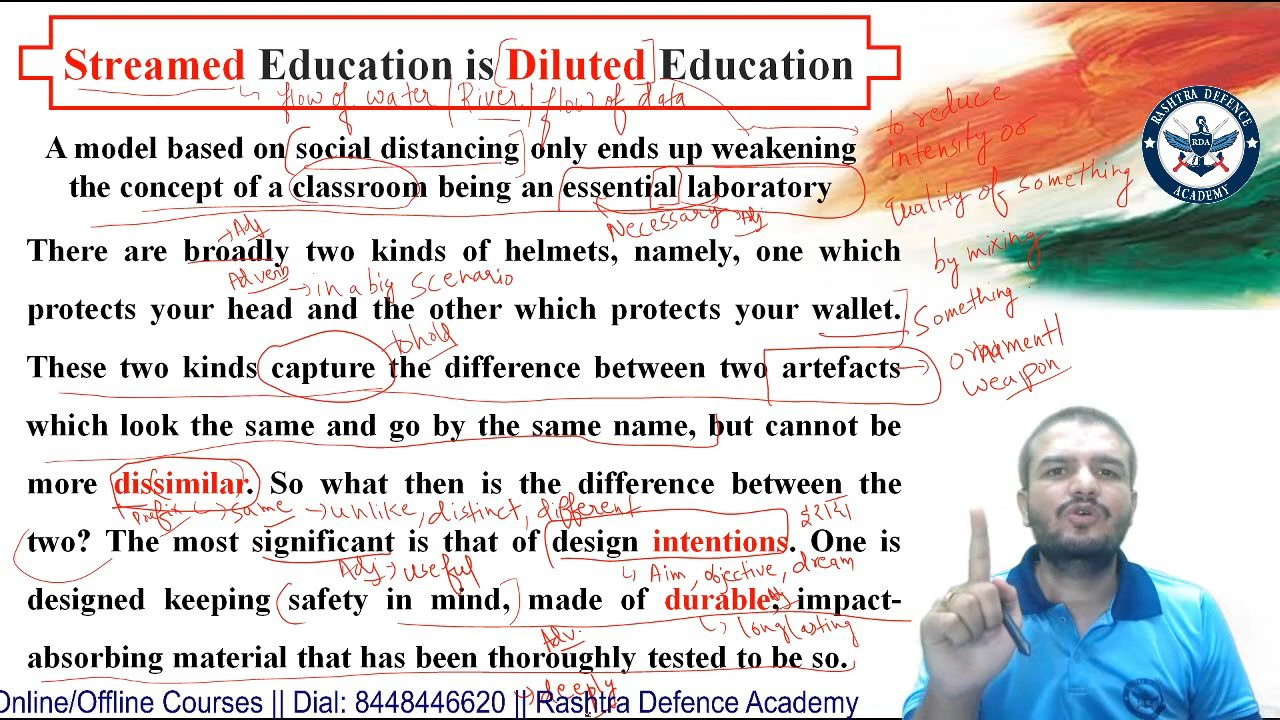 Streamed Education is Diluted Education
flow of water / River / flow of data
A model based on social distancing only ends up weakening
the concept of a classroom being an essential laboratory
to reduce
intensity or
quality of something
by mixing
Something
Necessary → Adj
→ Adj
There are broadly two kinds of helmets, namely, one which
Adverb → in a big scenario
protects your head and the other which protects your wallet.
to hold
These two kinds capture the difference between two artefacts
ornament/
weapon
which look the same and go by the same name, but cannot be
more dissimilar. So what then is the difference between the
Prefix → same → unlike, distinct, different
इरादा
two? The most significant is that of design intentions. One is
Adj → useful
Aim, objective, dream
designed keeping safety in mind, made of durable, impact-
Adj
longlasting
Adv.
absorbing material that has been thoroughly tested to be so.
→ deeply
Online/Offline Courses || Dial: 8448446620 || Rashtra Defence Academy
RASHTRA DEFENCE
RDA
ACADEMY